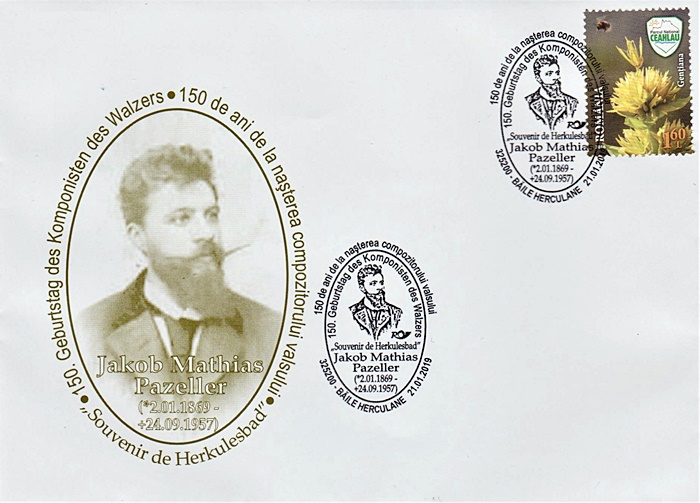 150. Geburtstag des Komponisten des Walzers • 150 de ani de la nașterea compozitorului valsului •
Jakob Mathias
Pazeller
(*2.01.1869 -
+24.09.1957)
„Souvenir de Herkulesbad”
150 de ani de la nașterea compozitorului valsului
150. Geburtstag des Komponisten des Walzers
„Souvenir de Herkulesbad”
Jakob Mathias
Pazeller
(*2.01.1869 -
+24.09.1957)
325200 - BĂILE HERCULANE 21.01.2019
150 de ani de la nașterea compozitorului valsului
150. Geburtstag des Komponisten des
„Souvenir de Herkulesbad”
Jakob Mathias
Pazeller
(*2.01.1869 -
+24.09.1957)
325200 - BĂILE HERCULANE 21.01.2019
Parcul Național
CEAHLĂU
Gențiana
ROMÂNIA
1.60